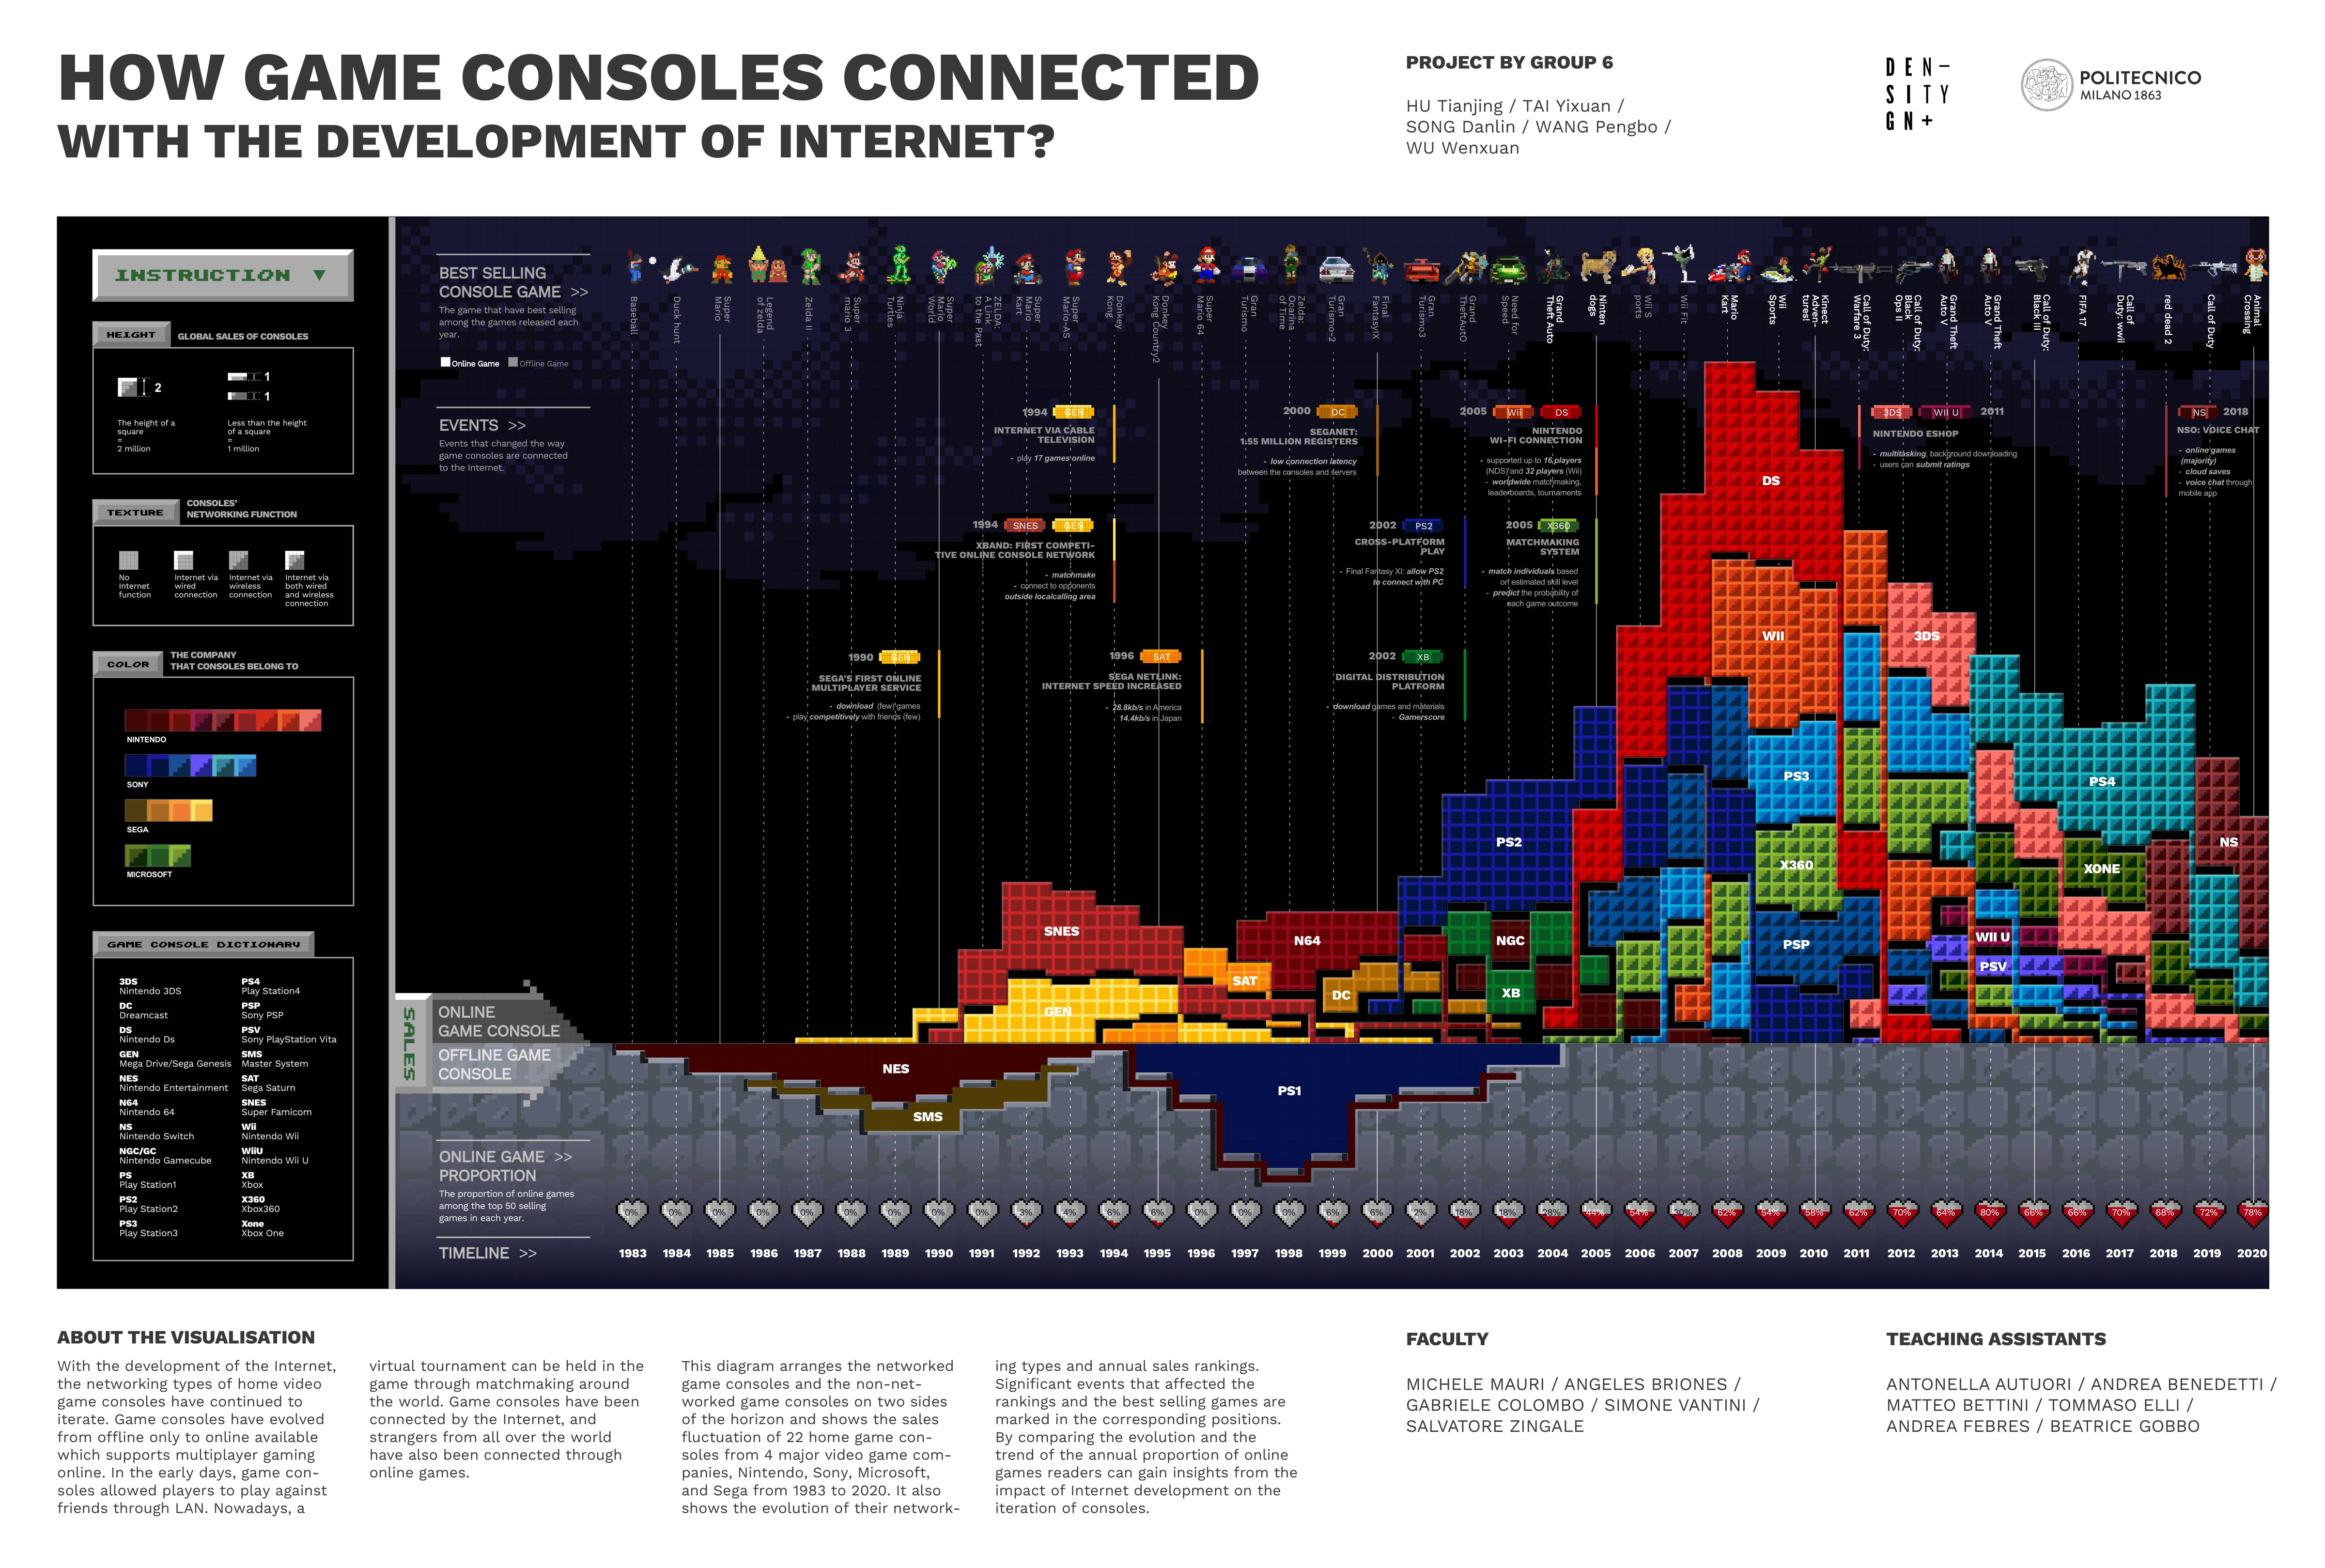 HOW GAME CONSOLES CONNECTED
WITH THE DEVELOPMENT OF INTERNET?
PROJECT BY GROUP 6
HU Tianjing / TAI Yixuan /
SONG Danlin / WANG Pengbo /
WU Wenxuan
DEN–
SITY
GN+
POLITECNICO
MILANO 1863
INSTRUCTION ▼
HEIGHT
GLOBAL SALES OF CONSOLES
2
1
1
The height of a
square
=
2 million
Less than the height
of a square
=
1 million
TEXTURE
CONSOLES'
NETWORKING FUNCTION
No
Internet
function
Internet via
wired
connection
Internet via
wireless
connection
Internet via
both wired
and wireless
connection
COLOR
THE COMPANY
THAT CONSOLES BELONG TO
NINTENDO
SONY
SEGA
MICROSOFT
GAME CONSOLE DICTIONARY
3DS
Nintendo 3DS
DC
Dreamcast
DS
Nintendo Ds
GEN
Mega Drive/Sega Genesis
NES
Nintendo Entertainment
N64
Nintendo 64
NS
Nintendo Switch
NGC/GC
Nintendo Gamecube
PS
Play Station1
PS2
Play Station2
PS3
Play Station3
PS4
Play Station4
PSP
Sony PSP
PSV
Sony PlayStation Vita
SMS
Master System
SAT
Sega Saturn
SNES
Super Famicom
Wii
Nintendo Wii
WiiU
Nintendo Wii U
XB
Xbox
X360
Xbox360
Xone
Xbox One
BEST SELLING
CONSOLE GAME >>
The game that have best selling
among the games released each
year.
Online Game
Offline Game
Baseball
Duck hunt
Super
Mario
Legend
of zelda
Zelda II
Super
mario 3
Ninja
Turtles
Super
Mario
World
ZELDA:
A Link
to the Past
Super
Mario
Kart
Super
Mario-AS
Donkey
Kong
Donkey
Kong Country2
Super
Mario 64
Gran
Turismo
Zelda:
Ocarina
of Time
Gran
Turismo-2
Final
FantasyIX
Gran
Turismo3
Grand
TheftAutO
Need for
Speed
Grand
Theft Auto
Ninten
dogs
Wii S
ports
Wii Fit
Mario
Kart
Wii
Sports
Kinect
Adven-
tures!
Call of Duty:
Warfare 3
Call of Duty:
Black
Ops II
Grand Theft
Auto V
Grand Theft
Auto V
Call of Duty:
Black III
FIFA 17
Call of
Duty: wwii
red dead 2
Call of Duty
Animal
Crossing
EVENTS >>
Events that changed the way
game consoles are connected
to the Internet.
1994 GEN
INTERNET VIA CABLE
TELEVISION
- play 17 games online
1994 SNES GEN
XBAND: FIRST COMPETI-
TIVE ONLINE CONSOLE NETWORK
- matchmake
- connect to opponents
outside localcalling area
1990 GEN
SEGA'S FIRST ONLINE
MULTIPLAYER SERVICE
- download (few) games
- play competitively with friends (few)
1996 SAT
SEGA NETLINK:
INTERNET SPEED INCREASED
- 28.8kb/s in America
14.4kb/s in Japan
2000 DC
SEGANET:
1.55 MILLION REGISTERS
- low connection latency
between the consoles and servers
2002 PS2
CROSS-PLATFORM
PLAY
- Final Fantasy XI: allow PS2
to connect with PC
2002 XB
DIGITAL DISTRIBUTION
PLATFORM
- download games and materials
- Gamerscore
2005 Wii DS
NINTENDO
WI-FI CONNECTION
- supported up to 16 players
(NDS) and 32 players (Wii)
- worldwide matchmaking,
leaderboards, tournaments
2005 X360
MATCHMAKING
SYSTEM
- match individuals based
on estimated skill level
- predict the probability of
each game outcome
3DS WII U 2011
NINTENDO ESHOP
- multitasking, background downloading
- users can submit ratings
NS 2018
NSO: VOICE CHAT
- online games
(majority)
- cloud saves
- voice chat through
mobile app
DS
WII
3DS
PS3
PS4
PS2
X360
XONE
NS
SNES
N64
NGC
PSP
WII U
PSV
SAT
DC
XB
GEN
NES
SMS
PS1
SALES
ONLINE
GAME CONSOLE
OFFLINE GAME
CONSOLE
ONLINE GAME >>
PROPORTION
The proportion of online games
among the top 50 selling
games in each year.
0% 0% 0% 0% 0% 0% 0% 0% 0% 3% 4% 6% 6% 0% 0% 0% 6% 6% 2% 18% 18% 28% 44% 54% 20% 62% 54% 58% 62% 70% 64% 80% 66% 66% 70% 68% 72% 78%
TIMELINE >>
1983 1984 1985 1986 1987 1988 1989 1990 1991 1992 1993 1994 1995 1996 1997 1998 1999 2000 2001 2002 2003 2004 2005 2006 2007 2008 2009 2010 2011 2012 2013 2014 2015 2016 2017 2018 2019 2020
ABOUT THE VISUALISATION
With the development of the Internet,
the networking types of home video
game consoles have continued to
iterate. Game consoles have evolved
from offline only to online available
which supports multiplayer gaming
online. In the early days, game con-
soles allowed players to play against
friends through LAN. Nowadays, a
virtual tournament can be held in the
game through matchmaking around
the world. Game consoles have been
connected by the Internet, and
strangers from all over the world
have also been connected through
online games.
This diagram arranges the networked
game consoles and the non-net-
worked game consoles on two sides
of the horizon and shows the sales
fluctuation of 22 home game con-
soles from 4 major video game com-
panies, Nintendo, Sony, Microsoft,
and Sega from 1983 to 2020. It also
shows the evolution of their network-
ing types and annual sales rankings.
Significant events that affected the
rankings and the best selling games are
marked in the corresponding positions.
By comparing the evolution and the
trend of the annual proportion of online
games readers can gain insights from the
impact of Internet development on the
iteration of consoles.
FACULTY
MICHELE MAURI / ANGELES BRIONES /
GABRIELE COLOMBO / SIMONE VANTINI /
SALVATORE ZINGALE
TEACHING ASSISTANTS
ANTONELLA AUTUORI / ANDREA BENEDETTI /
MATTEO BETTINI / TOMMASO ELLI /
ANDREA FEBRES / BEATRICE GOBBO